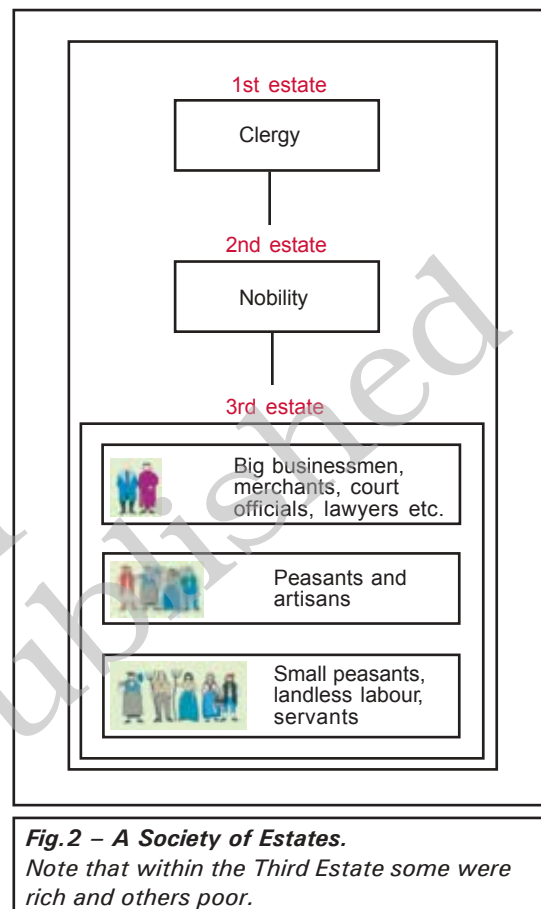 1st estate
Clergy
2nd estate
Nobility
3rd estate
Big businessmen,
merchants, court
officials, lawyers etc.
Peasants and
artisans
Small peasants,
landless labour,
servants
Fig.2 – A Society of Estates.
Note that within the Third Estate some were
rich and others poor.
ublished